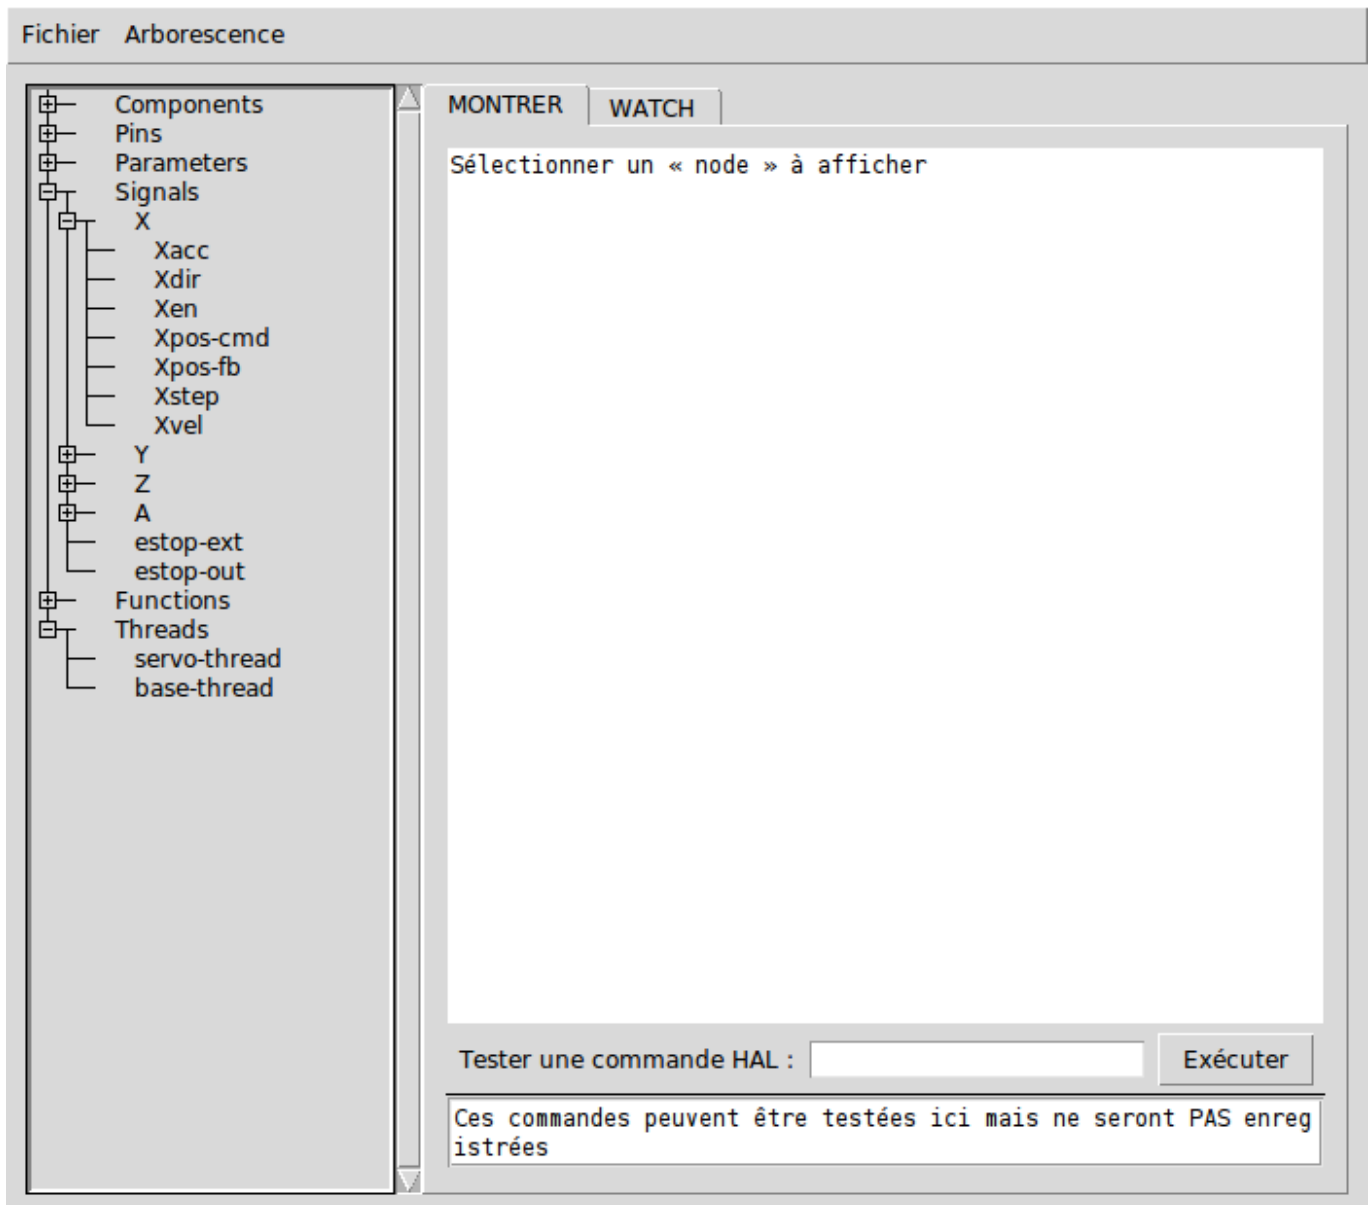 Fichier Arborescence
Components
Pins
Parameters
Signals
X
Xacc
Xdir
Xen
Xpos-cmd
Xpos-fb
Xstep
Xvel
Y
Z
A
estop-ext
estop-out
Functions
Threads
servo-thread
base-thread
MONTRER WATCH
Sélectionner un « node » à afficher
Tester une commande HAL : Exécuter
Ces commandes peuvent être testées ici mais ne seront PAS enreg
istrées